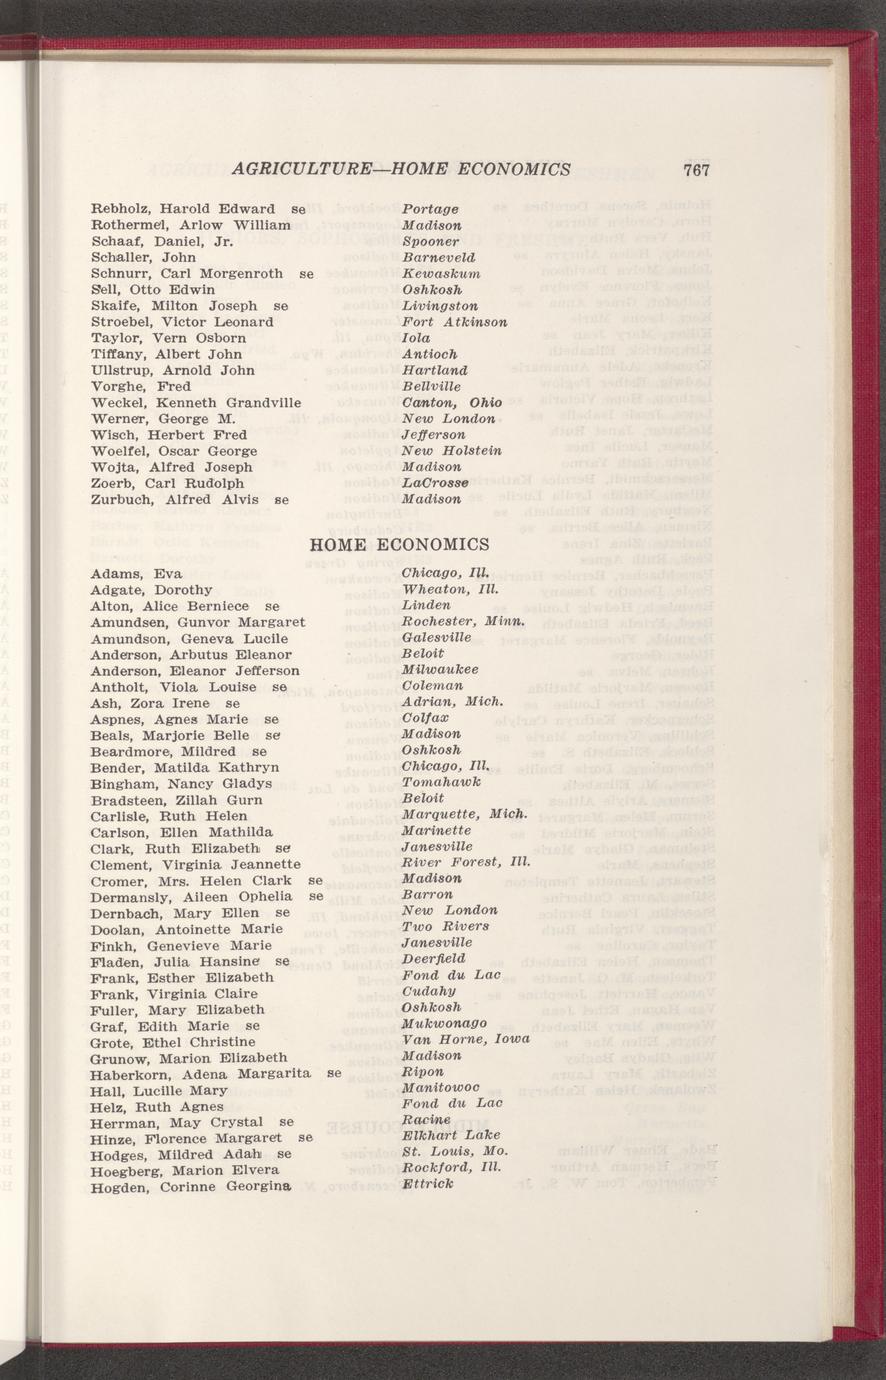 AGRICULTURE—HOME ECONOMICS 767
Rebholz, Harold Edward se Portage
Rothermel, Arlow William Madison
Schaaf, Daniel, Jr. Spooner
Schaller, John Barneveld
Schnurr, Carl Morgenroth se Kewaskum
Sell, Otto Edwin Oshkosh
Skaife, Milton Joseph se Livingston
Stroebel, Victor Leonard Fort Atkinson
Taylor, Vern Osborn Iola
Tiffany, Albert John Antioch
Ullstrup, Arnold John Hartland
Vorghe, Fred Bellville
Weckel, Kenneth Grandville Canton, Ohio
Werner, George M. New London
Wisch, Herbert Fred Jefferson
Woelfel, Oscar George New Holstein
Wojta, Alfred Joseph Madison
Zoerb, Carl Rudolph LaCrosse
Zurbuch, Alfred Alvis se Madison
HOME ECONOMICS
Adams, Eva Chicago, Ill.
Adgate, Dorothy Wheaton, Ill.
Alton, Alice Berniece se Linden
Amundsen, Gunvor Margaret Rochester, Minn.
Amundson, Geneva Lucile Galesville
Anderson, Arbutus Eleanor Beloit
Anderson, Eleanor Jefferson Milwaukee
Antholt, Viola Louise se Coleman
Ash, Zora Irene se Adrian, Mich.
Aspnes, Agnes Marie se Colfax
Beals, Marjorie Belle se Madison
Beardmore, Mildred se Oshkosh
Bender, Matilda Kathryn Chicago, Ill.
Bingham, Nancy Gladys Tomahawk
Bradsteen, Zillah Gurn Beloit
Carlisle, Ruth Helen Marquette, Mich.
Carlson, Ellen Mathilda Marinette
Clark, Ruth Elizabeth se Janesville
Clement, Virginia Jeannette River Forest, Ill.
Cromer, Mrs. Helen Clark se Madison
Dermansly, Aileen Ophelia se Barron
Dernbach, Mary Ellen se New London
Doolan, Antoinette Marie Two Rivers
Finkh, Genevieve Marie Janesville
Fladen, Julia Hansine se Deerfield
Frank, Esther Elizabeth Fond du Lac
Frank, Virginia Claire Cudahy
Fuller, Mary Elizabeth Oshkosh
Graf, Edith Marie se Mukwonago
Grote, Ethel Christine Van Horne, Iowa
Grunow, Marion Elizabeth Madison
Haberkorn, Adena Margarita se Ripon
Hall, Lucille Mary Manitowoc
Helz, Ruth Agnes Fond du Lac
Herrman, May Crystal se Racine
Hinze, Florence Margaret se Elkhart Lake
Hodges, Mildred Adah se St. Louis, Mo.
Hoegberg, Marion Elvera Rockford, Ill.
Hogden, Corinne Georgina Ettrick